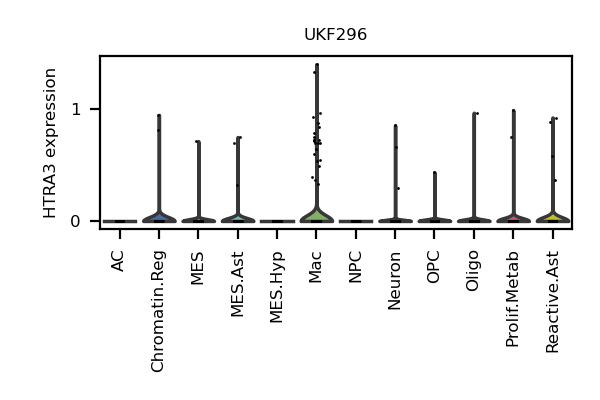 UKF296
HTRA3 expression
1
0
AC
Chromatin.Reg
MES
MES.Ast
MES.Hyp
Mac
NPC
Neuron
OPC
Oligo
Prolif.Metab
Reactive.Ast